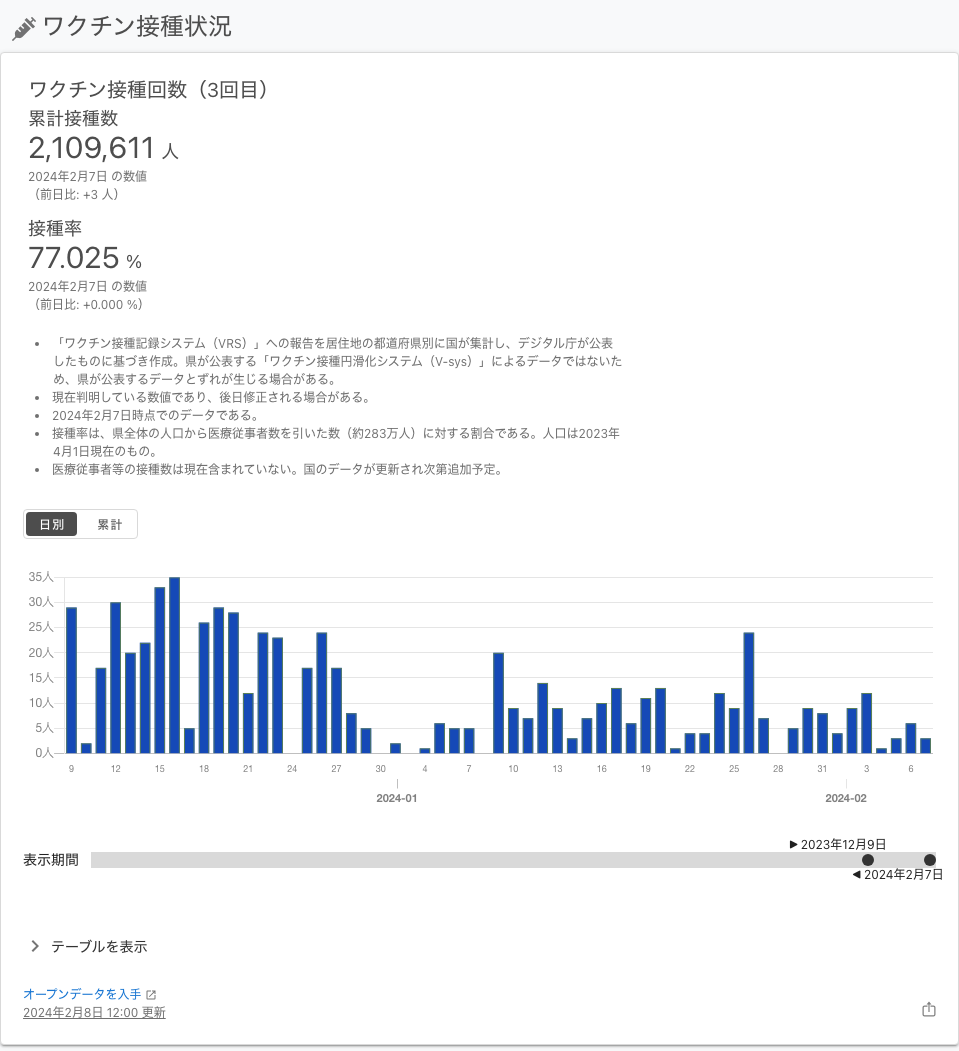 ワクチン接種状況
ワクチン接種回数（3回目）
累計接種数
2,109,611 人
2024年2月7日 の数値
（前日比: +3 人）
接種率
77.025 %
2024年2月7日 の数値
（前日比: +0.000 %）
• 「ワクチン接種記録システム（VRS）」への報告を居住地の都道府県別に国が集計し、デジタル庁が公表
したものに基づき作成。県が公表する「ワクチン接種円滑化システム（V-sys）」によるデータではないた
め、県が公表するデータとずれが生じる場合がある。
• 現在判明している数値であり、後日修正される場合がある。
• 2024年2月7日時点でのデータである。
• 接種率は、県全体の人口から医療従事者数を引いた数（約283万人）に対する割合である。人口は2023年
4月1日現在のもの。
• 医療従事者等の接種数は現在含まれていない。国のデータが更新され次第追加予定。
日別 累計
35人
30人
25人
20人
15人
10人
5人
0人
9 12 15 18 21 24 27 30 4 7 10 13 16 19 22 25 28 31 3 6
2024-01 2024-02
▶ 2023年12月9日
表示期間
◀ 2024年2月7日
テーブルを表示
オープンデータを入手
2024年2月8日 12:00 更新